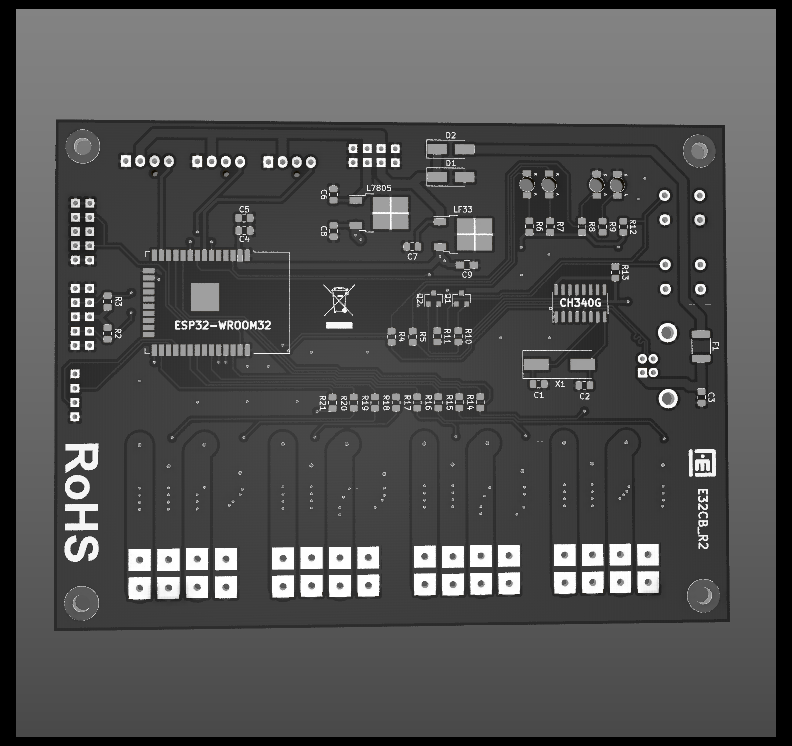 D2
D1
L7805
C6
C5
C4
C8
LF33
C7
C9
R6
R7
R8
R9
R12
R13
R3
R2
ESP32-WROOM32
Q1
CH340G
R4
R5
R11
R10
F1
X1
C1
C2
C3
R21
R20
R19
R18
R17
R16
R15
R14
RoHS
E32CB_R2